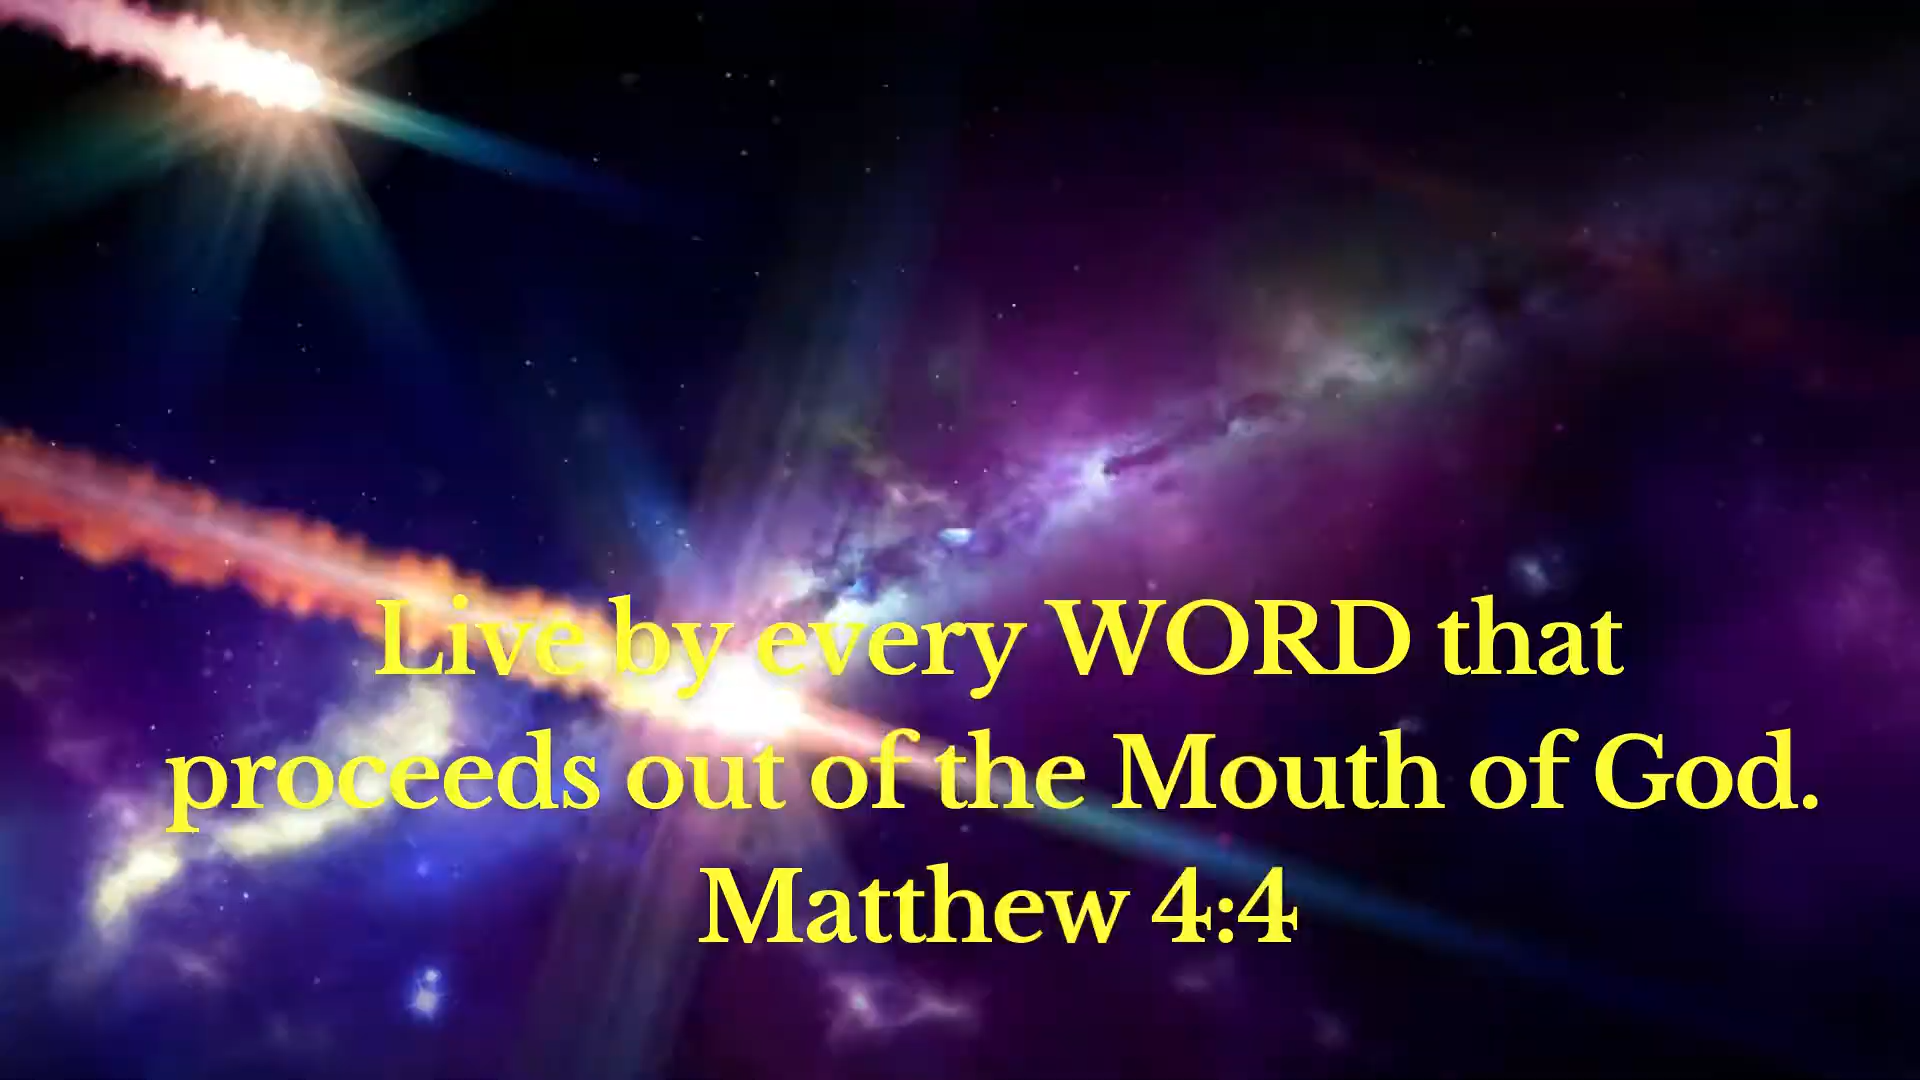 Live by every WORD that
proceeds out of the Mouth of God.
Matthew 4:4